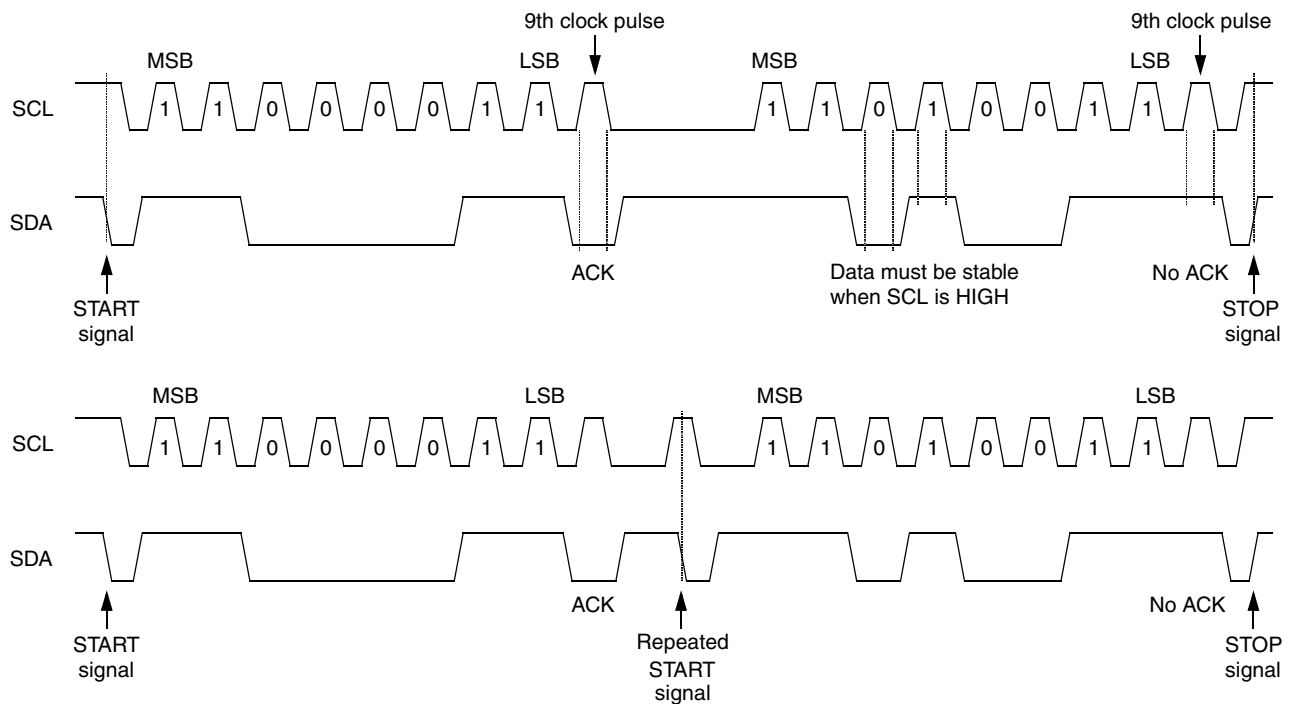 9th clock pulse 9th clock pulse
MSB LSB MSB LSB
SCL 1 1 0 0 0 0 1 1 1 1 0 1 0 0 1 1
SDA
ACK Data must be stable No ACK
when SCL is HIGH
START STOP
signal signal
MSB LSB MSB LSB
SCL 1 1 0 0 0 0 1 1 1 1 0 1 0 0 1 1
SDA
ACK No ACK
START Repeated STOP
signal START signal
signal